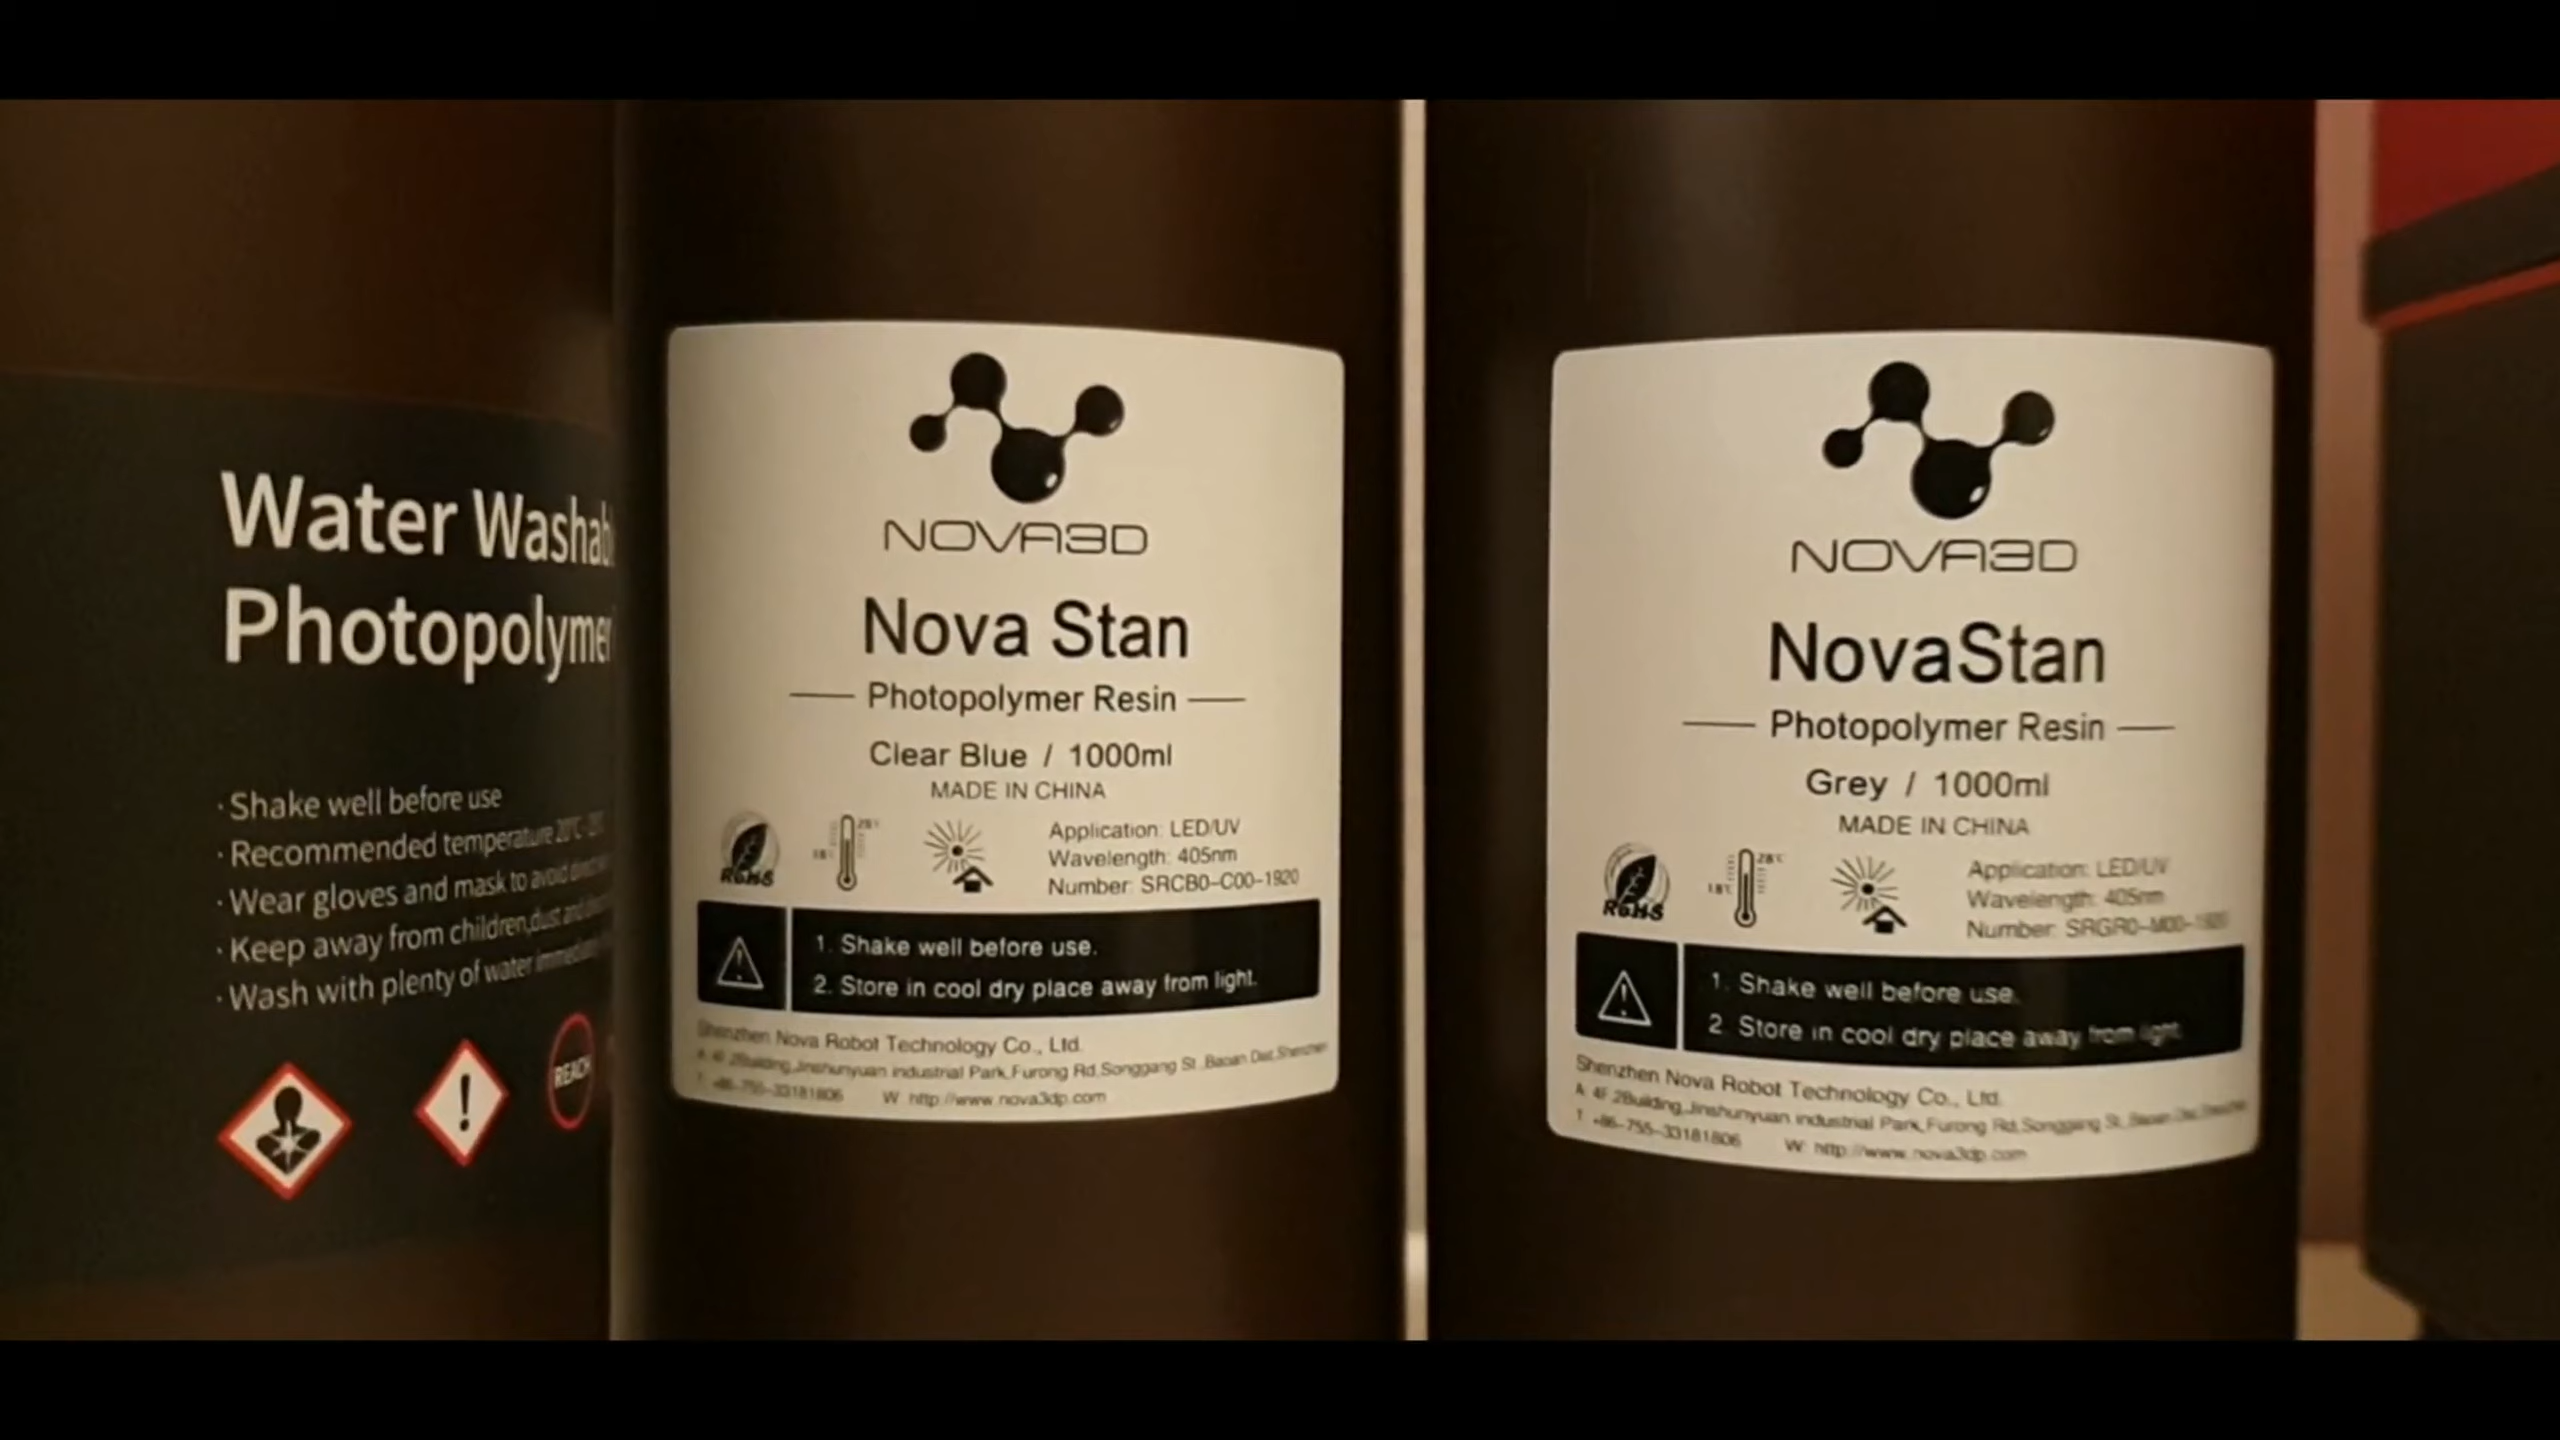 Water
Photopolymer
· Shake well before use
· Recommended temperature
· Wear gloves and mask to avoid
· Keep away from children,dust and
· Wash with plenty of water
REACH
NOVA3D
Nova Stan
Photopolymer Resin
Clear Blue / 1000ml
MADE IN CHINA
RoHS
Application: LED/UV
Wavelength: 405nm
Number: SRCB0-C00-1920
1. Shake well before use.
2. Store in cool dry place away from light.
Shenzhen Nova Robot Technology Co., Ltd.
A: 4F 2Building,Jinshunyuan industrial Park,Furong Rd,Songgang St.,Baoan Dist,Shenzhen
T: +86-755-33181806 W: http://www.nova3dp.com
NOVA3D
NovaStan
Photopolymer Resin
Grey / 1000ml
MADE IN CHINA
RoHS
18℃
28℃
Application: LED/UV
Wavelength: 405nm
Number: SRGR0-M00-1920
1. Shake well before use.
2. Store in cool dry place away from light.
Shenzhen Nova Robot Technology Co., Ltd.
A: 4F 2Building,Jinshunyuan industrial Park,Furong Rd,Songgang St.,
T: +86-755-33181806 W: http://www.nova3dp.com